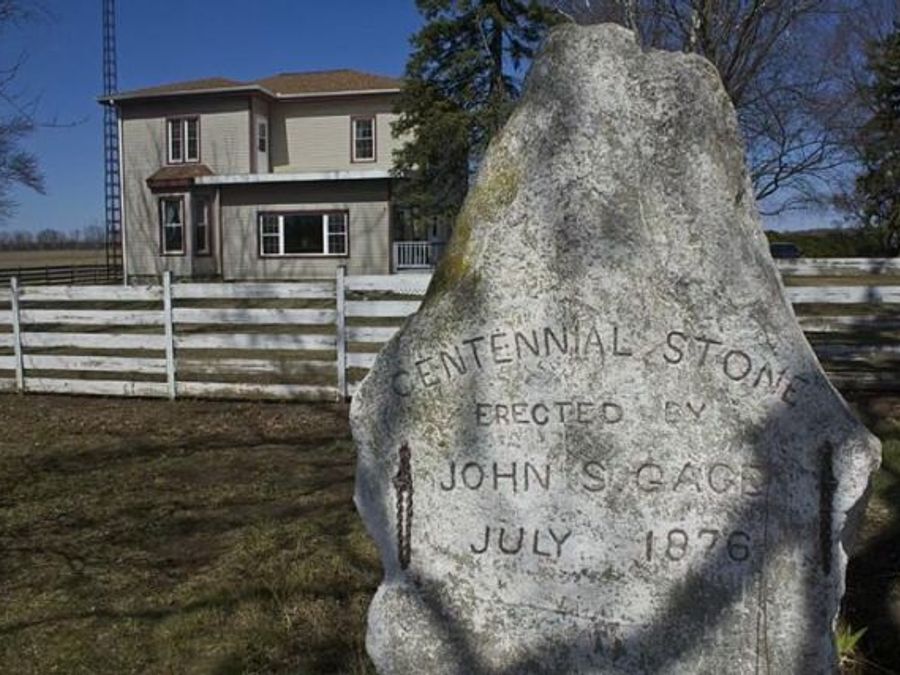 CENTENNIAL STONE
ERECTED BY
JOHN S GAGE
JULY 1876